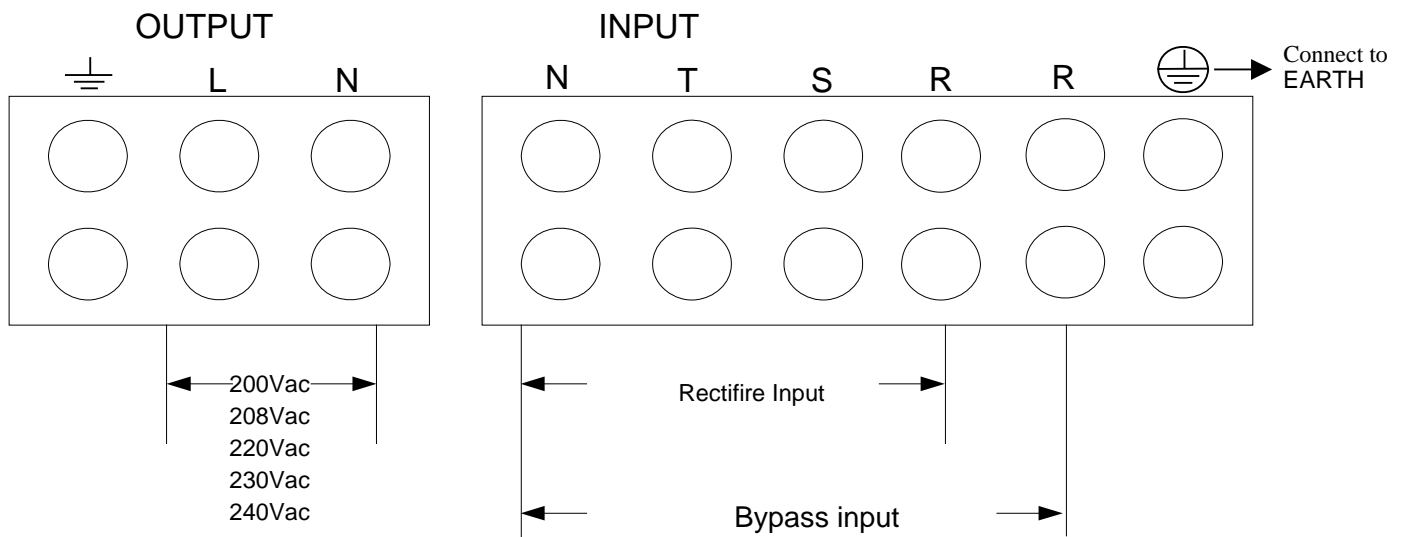 OUTPUT
INPUT
L N
N T S R R
Connect to
EARTH
200Vac
208Vac
220Vac
230Vac
240Vac
Rectifire Input
Bypass input